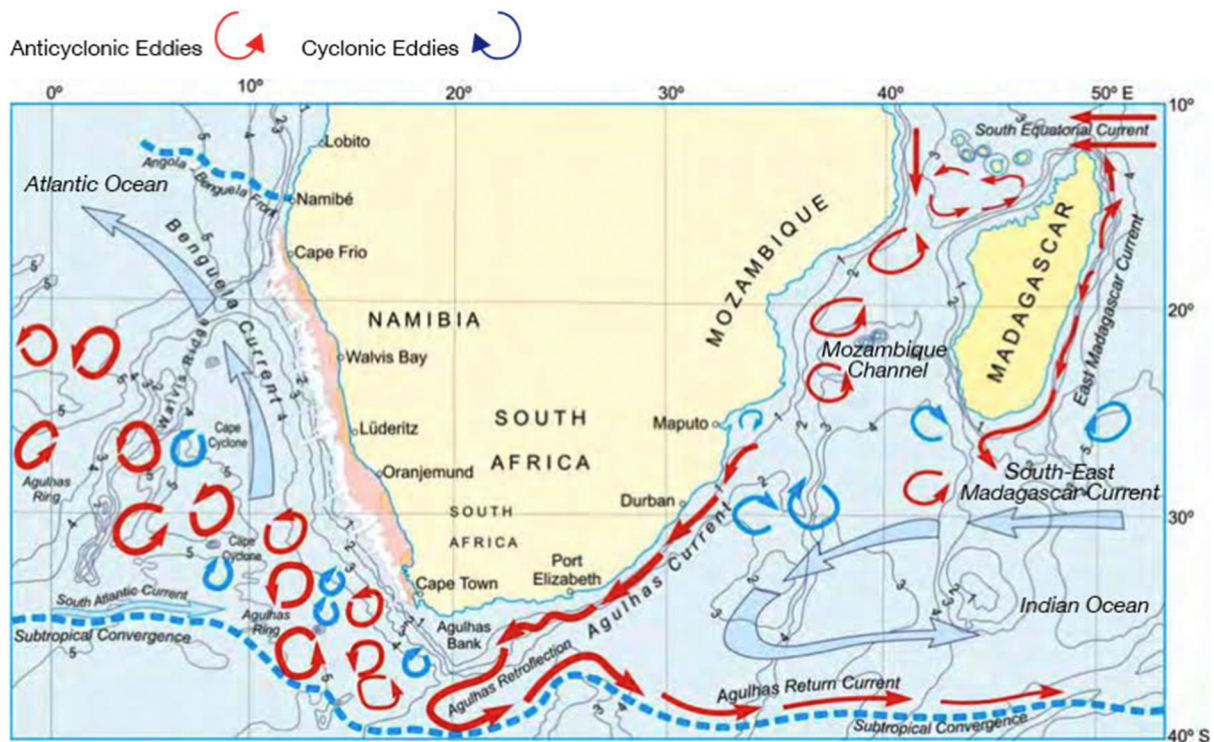 Anticyclonic Eddies
Cyclonic Eddies
0º
10º
20º
30º
40º
50º E
10º
20º
30º
40º S
South Equatorial Current
Lobito
Angola - Benguela Front
Namibé
Atlantic Ocean
Cape Frio
Benguela Current
NAMIBIA
Walvis Bay
Walvis Ridge
MOZAMBIQUE
MADAGASCAR
East Madagascar Current
Mozambique
Channel
SOUTH
AFRICA
Maputo
Lüderitz
Cape
Cyclone
Oranjemund
Agulhas
Ring
Durban
South-East
Madagascar Current
SOUTH
AFRICA
Cape
Cyclone
Port
Elizabeth
Cape Town
Agulhas Current
South Atlantic Current
Agulhas
Ring
Agulhas
Bank
Indian Ocean
Subtropical Convergence
Agulhas Retroflection
Agulhas Return Current
Subtropical Convergence